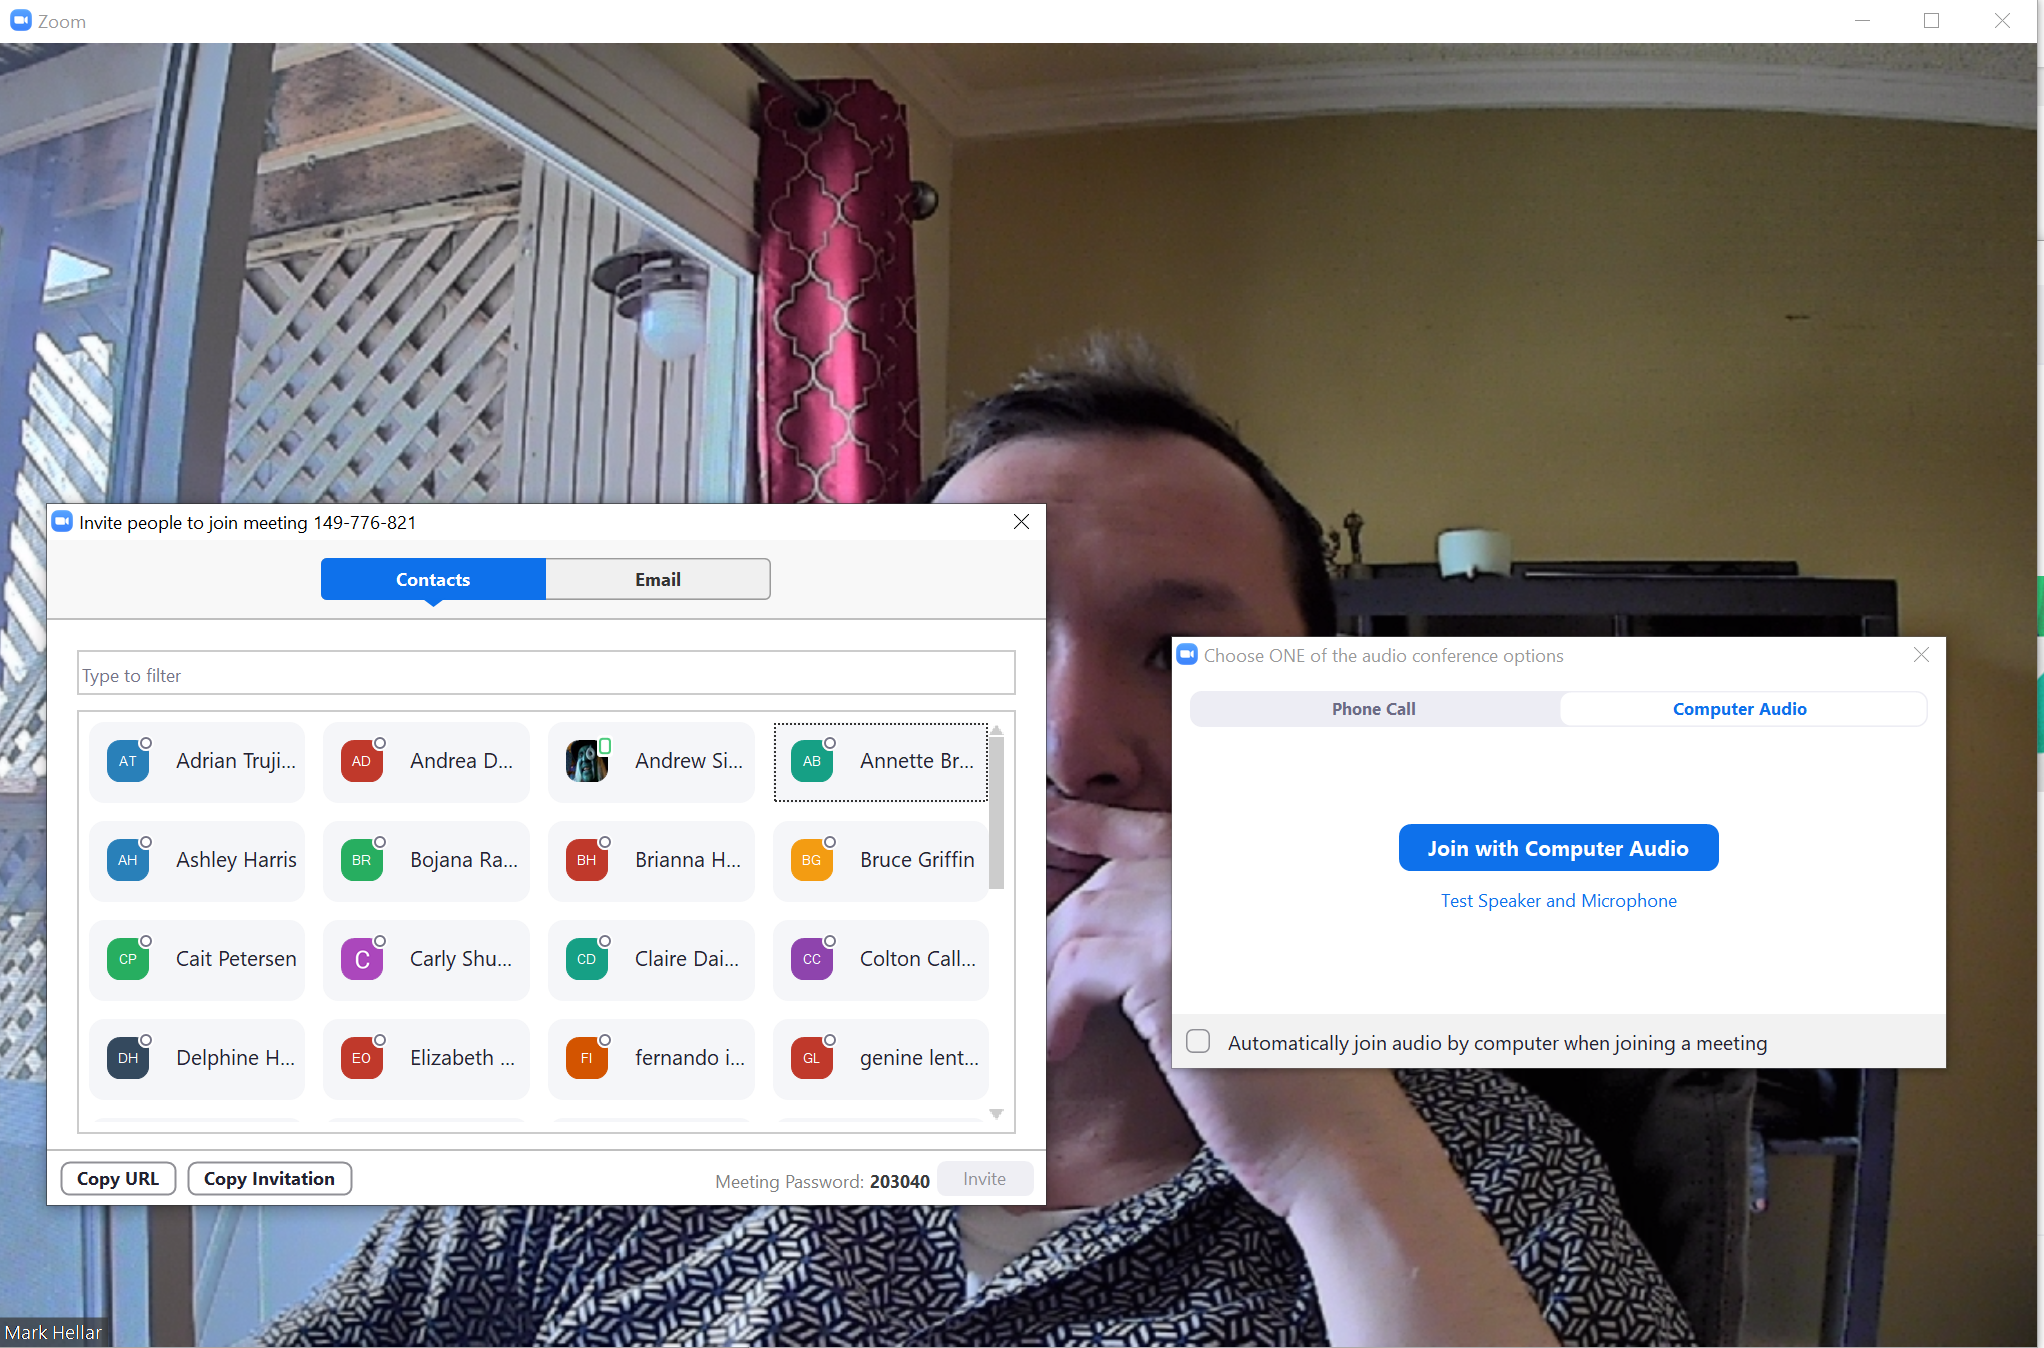 Zoom
Invite people to join meeting 149-776-821
Contacts
Email
Type to filter
AT Adrian Truji...
AD Andrea D...
Andrew Si...
AB Annette Br...
AH Ashley Harris
BR Bojana Ra...
BH Brianna H...
BG Bruce Griffin
CP Cait Petersen
C Carly Shu...
CD Claire Dai...
CC Colton Call...
DH Delphine H...
EO Elizabeth ...
FI fernando i...
GL genine lent...
Copy URL
Copy Invitation
Meeting Password: 203040
Invite
Choose ONE of the audio conference options
Phone Call
Computer Audio
Join with Computer Audio
Test Speaker and Microphone
Automatically join audio by computer when joining a meeting
Mark Hellar